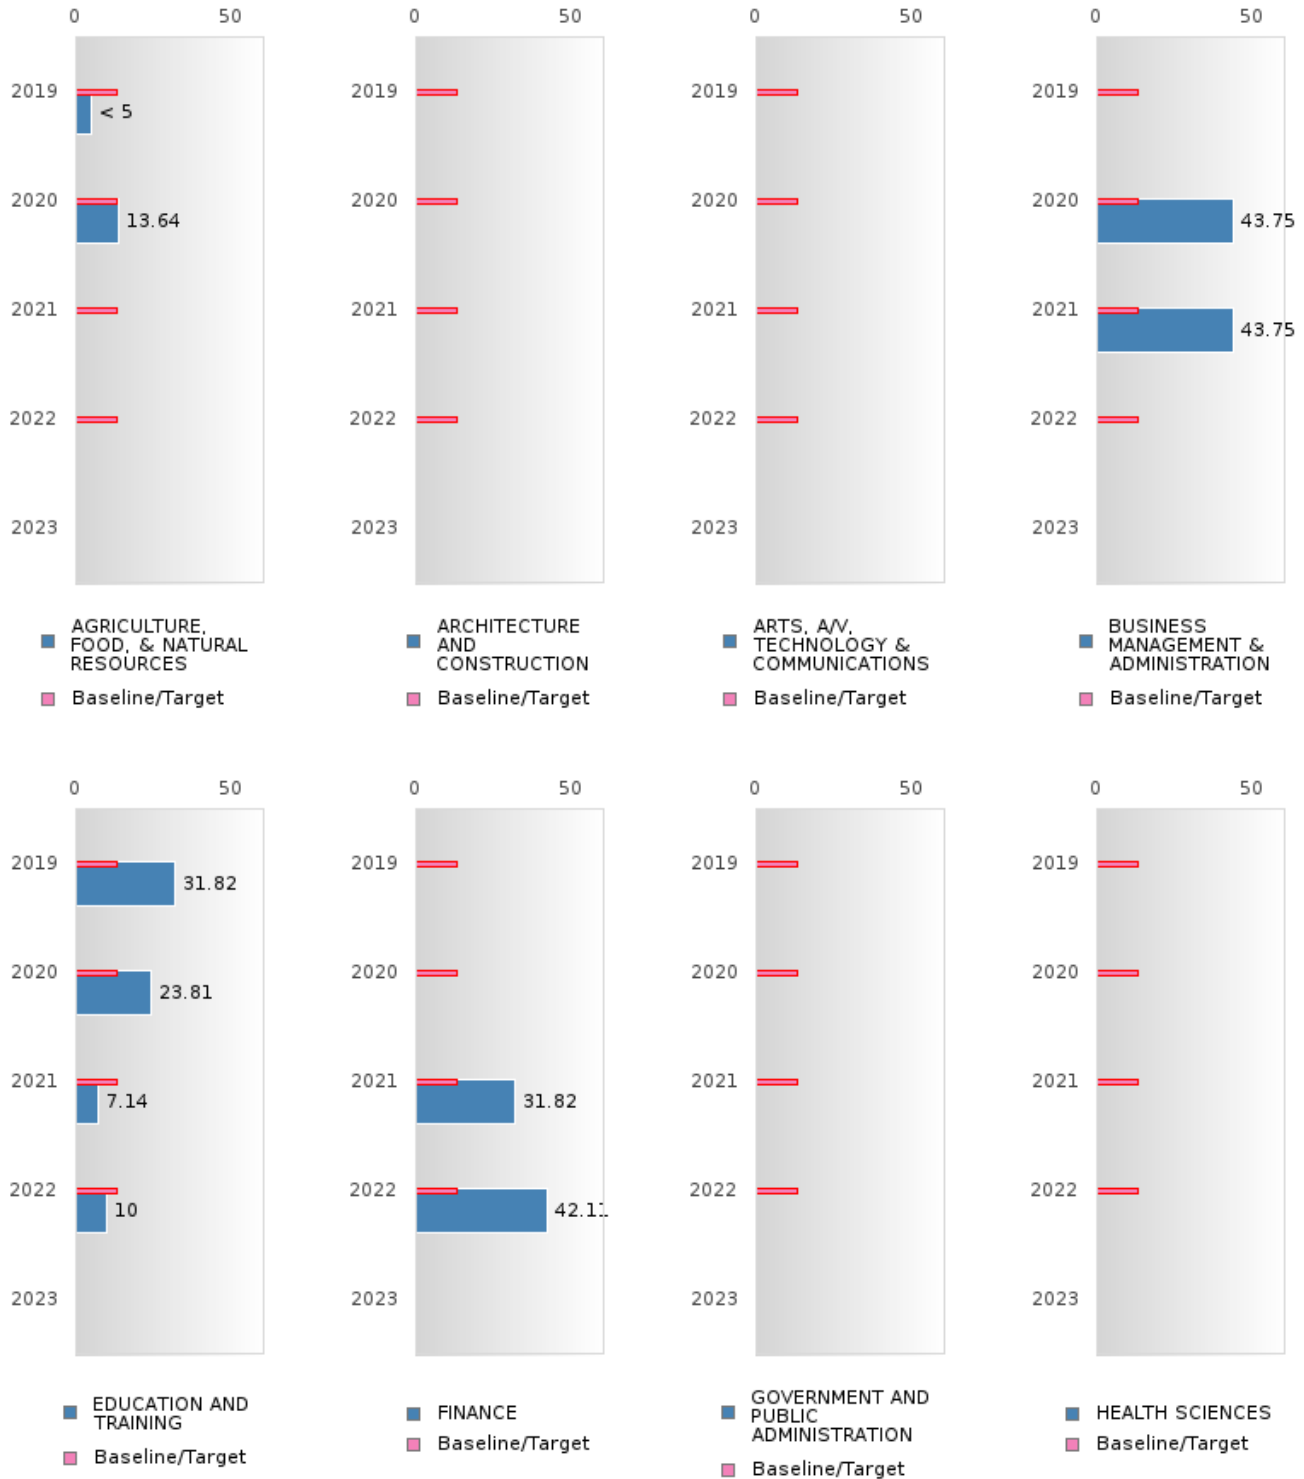 0 50
0 50
0 50
0 50
2019
< 5
2019
2019
2019
2020
13.64
2020
2020
2020
43.75
2021
2021
2021
2021
43.75
2022
2022
2022
2022
2023
2023
2023
2023
AGRICULTURE,
FOOD, & NATURAL
RESOURCES
Baseline/Target
ARCHITECTURE
AND
CONSTRUCTION
Baseline/Target
ARTS, A/V,
TECHNOLOGY &
COMMUNICATIONS
Baseline/Target
BUSINESS
MANAGEMENT &
ADMINISTRATION
Baseline/Target
0 50
0 50
0 50
0 50
2019
31.82
2019
2019
2019
2020
23.81
2020
2020
2020
2021
7.14
2021
31.82
2021
2021
2022
10
2022
42.11
2022
2022
2023
2023
2023
2023
EDUCATION AND
TRAINING
Baseline/Target
FINANCE
Baseline/Target
GOVERNMENT AND
PUBLIC
ADMINISTRATION
Baseline/Target
HEALTH SCIENCES
Baseline/Target